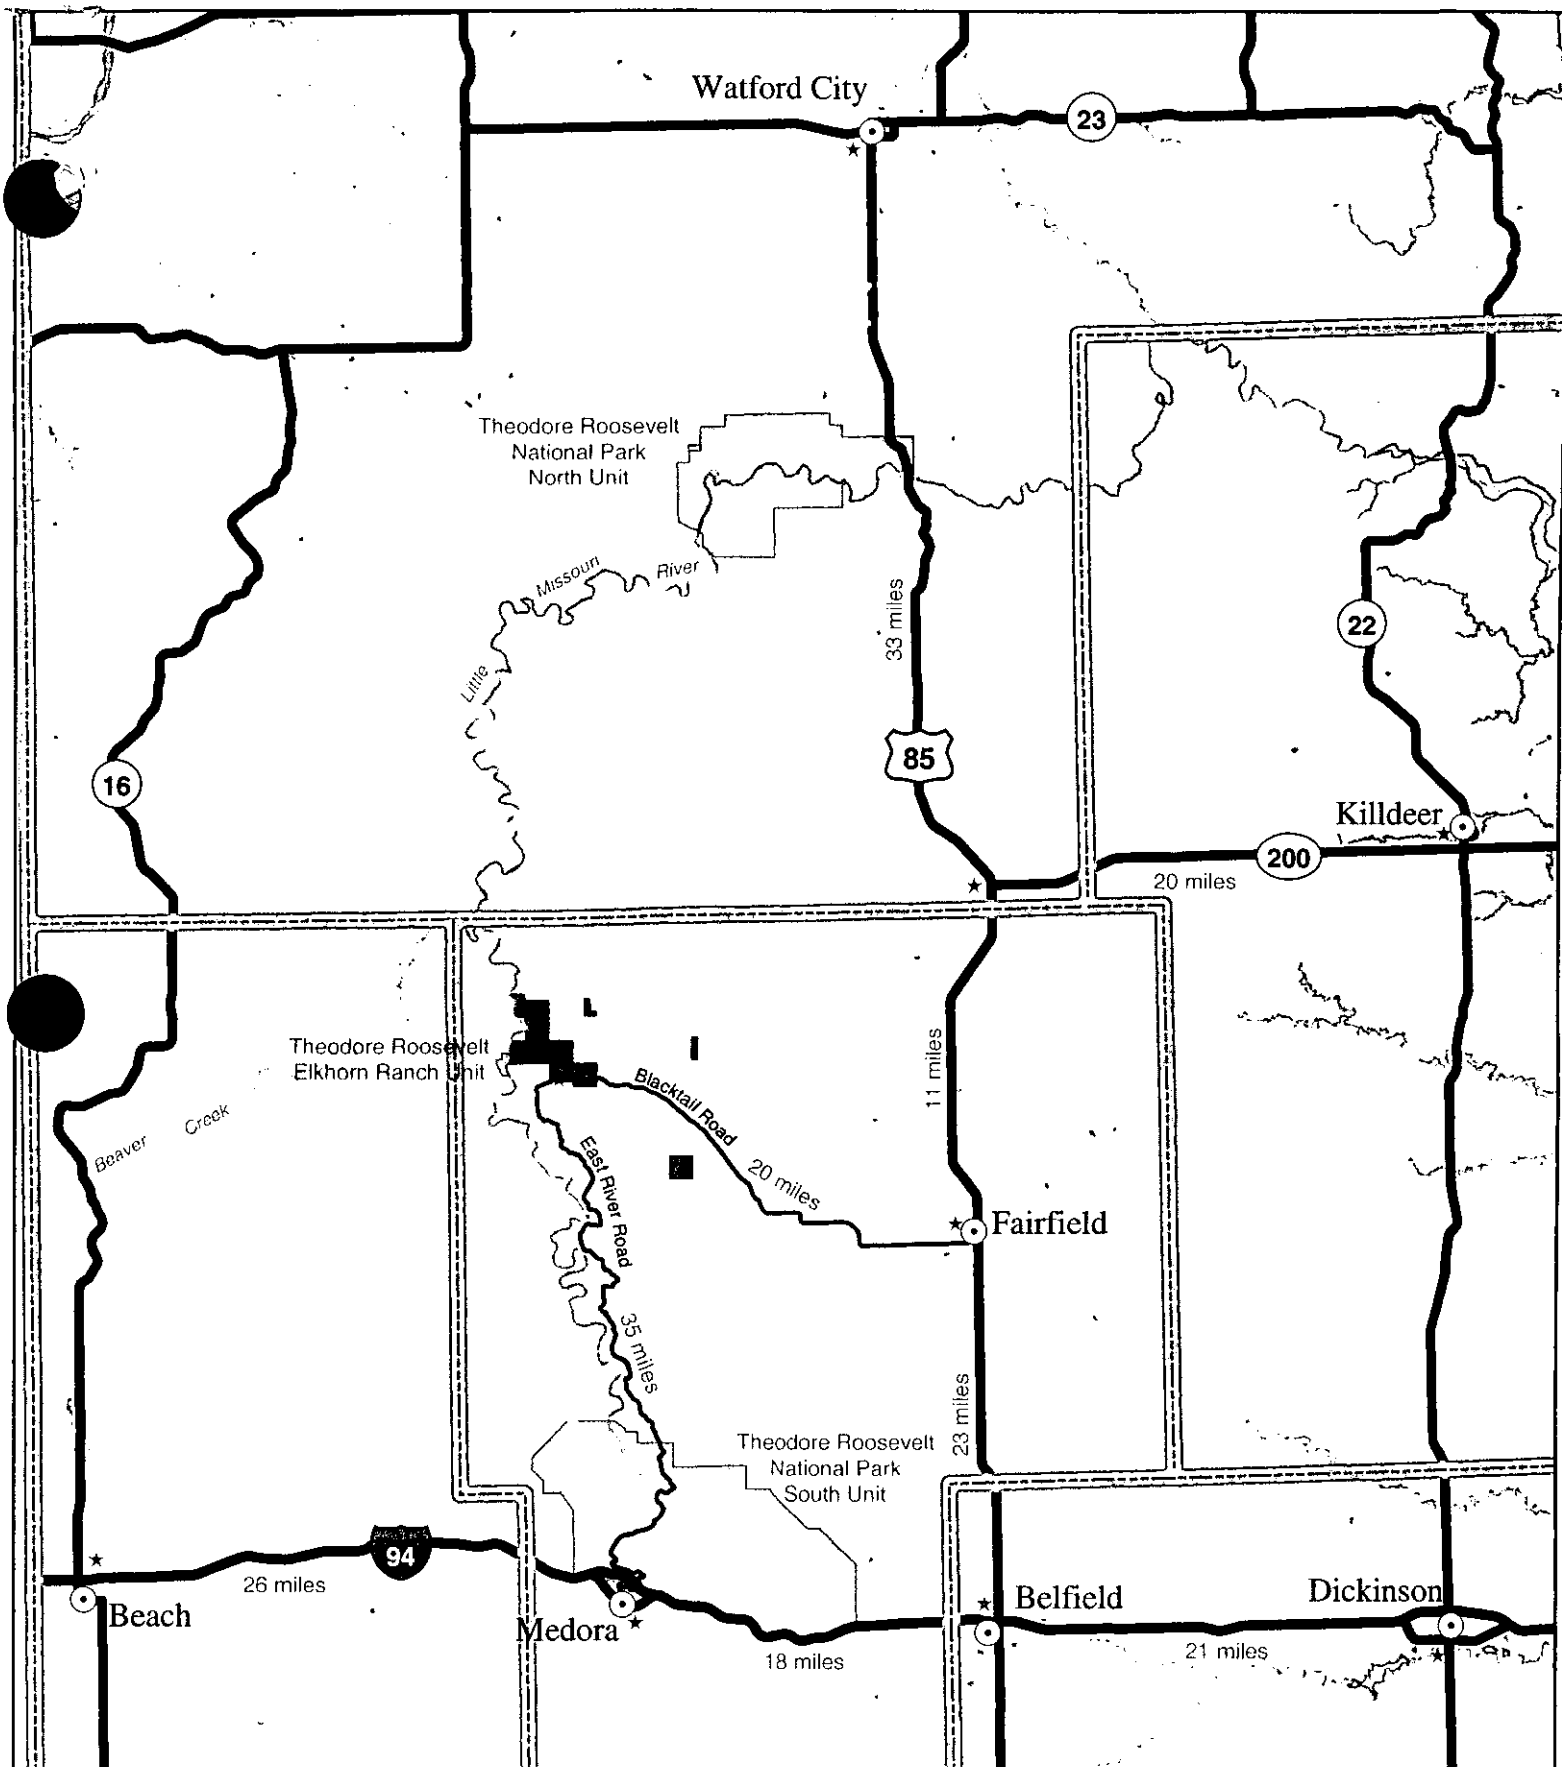 Watford City
23
Theodore Roosevelt
National Park
North Unit
Missouri
River
Little
33 miles
22
16
85
Killdeer
200
20 miles
Theodore Roosevelt
Elkhorn Ranch Unit
11 miles
Blacktail Road
Beaver
Creek
East River Road
20 miles
Fairfield
35 miles
23 miles
Theodore Roosevelt
National Park
South Unit
94
26 miles
Beach
Medora
18 miles
Belfield
Dickinson
21 miles